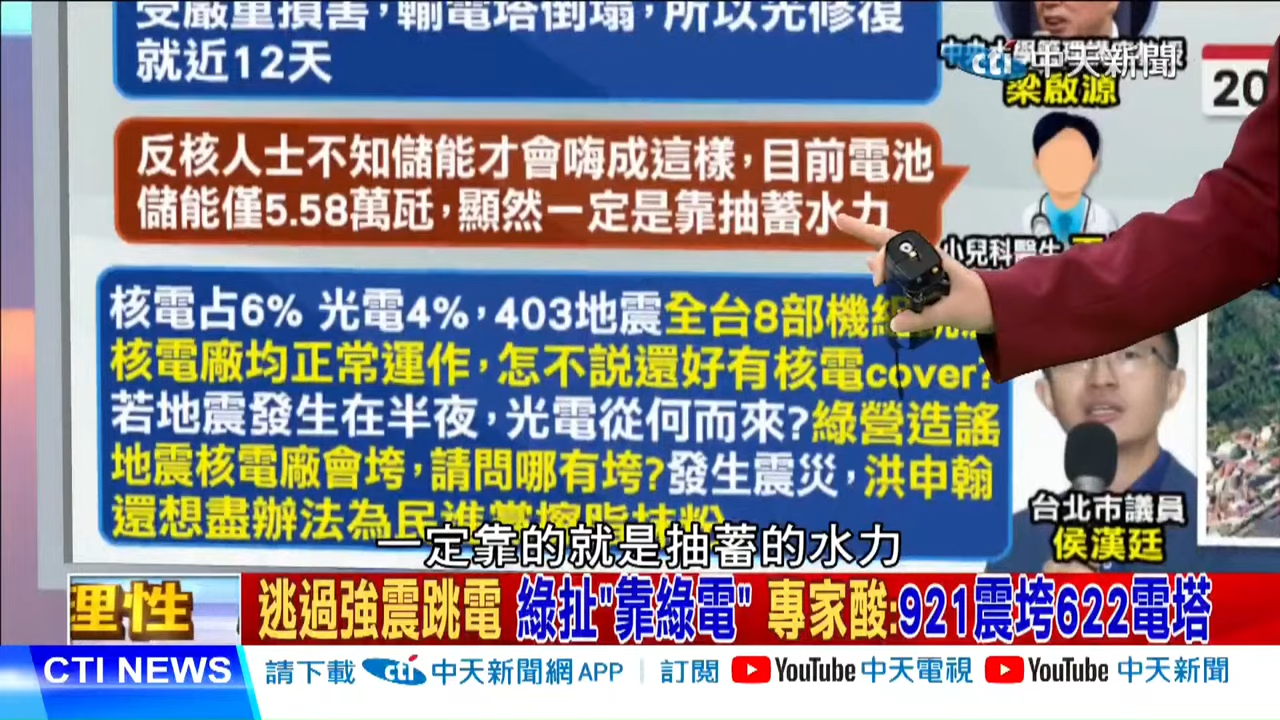 受嚴重損害，輸電塔倒塌，所以光修復
就近12天
中天新聞
梁啟源
20
反核人士不知儲能才會嗨成這樣，目前電池
儲能僅5.58萬瓩，顯然一定是靠抽蓄水力
小兒科醫生
核電占6% 光電4%，403地震全台8部機組
核電廠均正常運作，怎不說還好有核電cover?
若地震發生在半夜，光電從何而來?綠營造謠
地震核電廠會垮，請問哪有垮?發生震災，洪申翰
還想盡辦法為民進黨擦脂抹粉
台北市議員
侯漢廷
一定靠的就是抽蓄的水力
理性
逃過強震跳電 綠扯"靠綠電" 專家酸:921震垮622電塔
CTI NEWS
請下載 cti 中天新聞網APP | 訂閱 YouTube 中天電視 YouTube 中天新聞